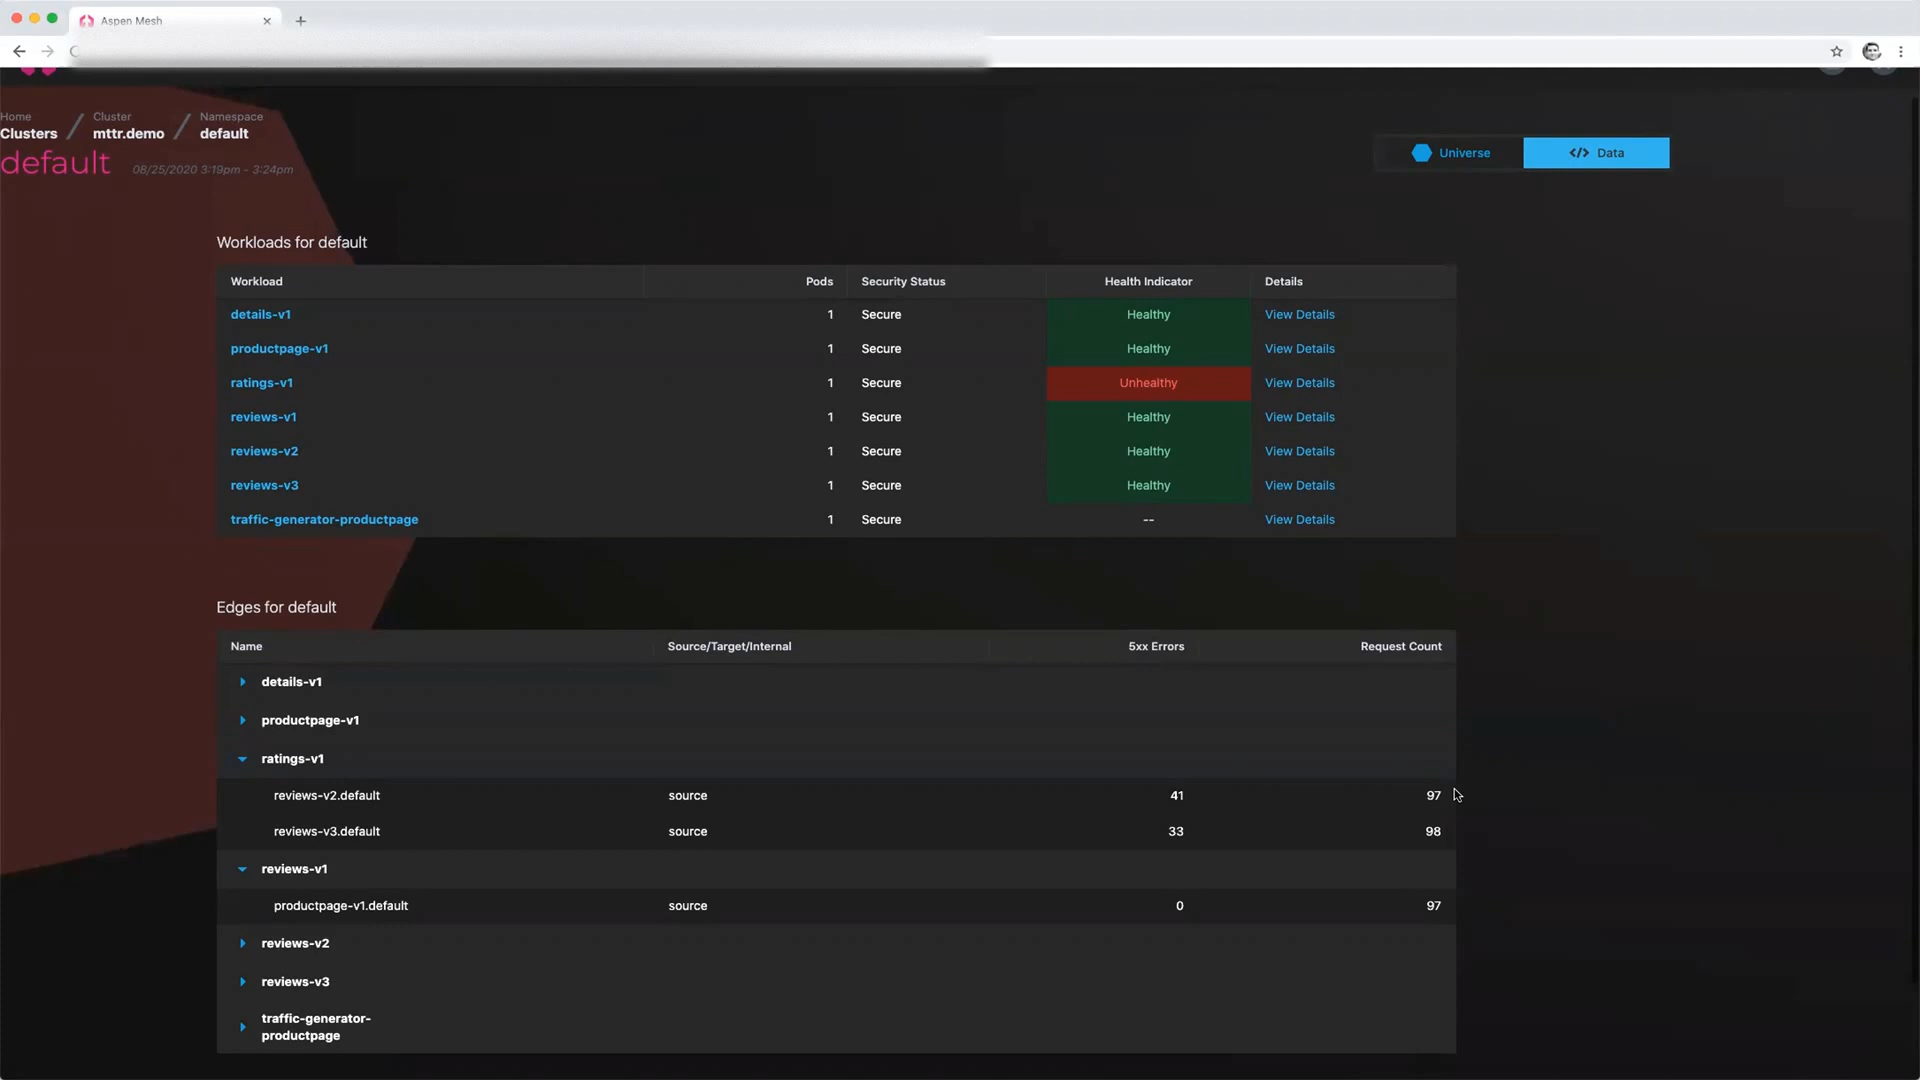 Aspen Mesh
Home Cluster Namespace
Clusters / mttr.demo / default
default 08/25/2020 3:19pm - 3:24pm
Universe </> Data
Workloads for default
Workload Pods Security Status Health Indicator Details
details-v1 1 Secure Healthy View Details
productpage-v1 1 Secure Healthy View Details
ratings-v1 1 Secure Unhealthy View Details
reviews-v1 1 Secure Healthy View Details
reviews-v2 1 Secure Healthy View Details
reviews-v3 1 Secure Healthy View Details
traffic-generator-productpage 1 Secure -- View Details
Edges for default
Name Source/Target/Internal 5xx Errors Request Count
details-v1
productpage-v1
ratings-v1
reviews-v2.default source 41 97
reviews-v3.default source 33 98
reviews-v1
productpage-v1.default source 0 97
reviews-v2
reviews-v3
traffic-generator-
productpage